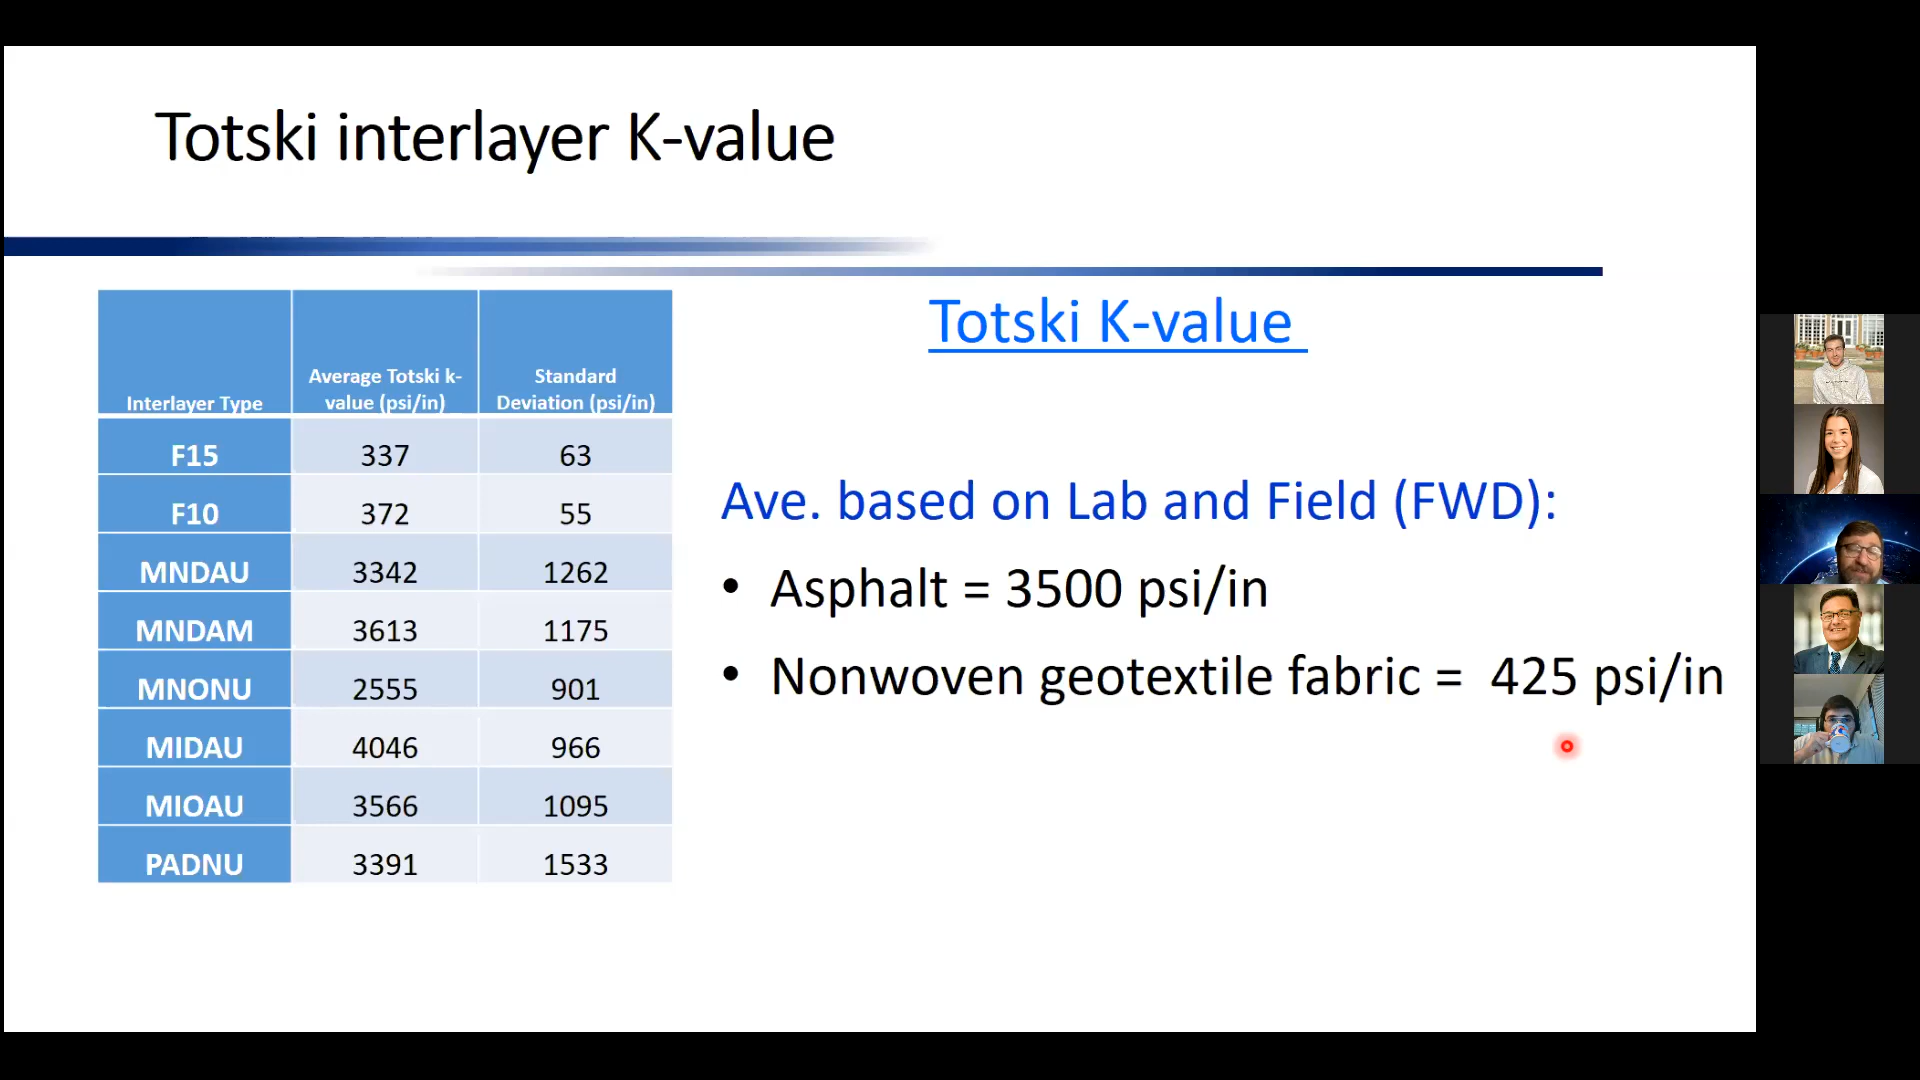 Totski interlayer K-value
Interlayer Type
Average Totski k-
value (psi/in)
Standard
Deviation (psi/in)
F15 337 63
F10 372 55
MNDAU 3342 1262
MNDAM 3613 1175
MNONU 2555 901
MIDAU 4046 966
MIOAU 3566 1095
PADNU 3391 1533
Totski K-value
Ave. based on Lab and Field (FWD):
• Asphalt = 3500 psi/in
• Nonwoven geotextile fabric = 425 psi/in